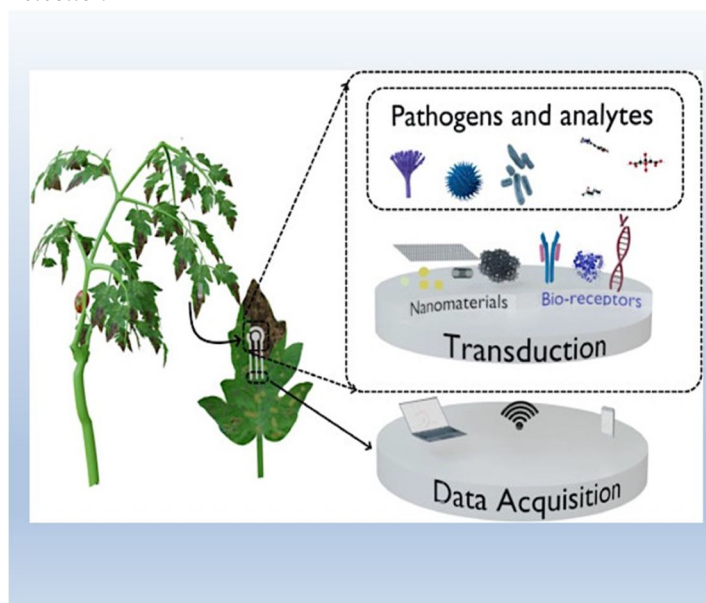 Pathogens and analytes
Nanomaterials
Bio-receptors
Transduction
Data Acquisition